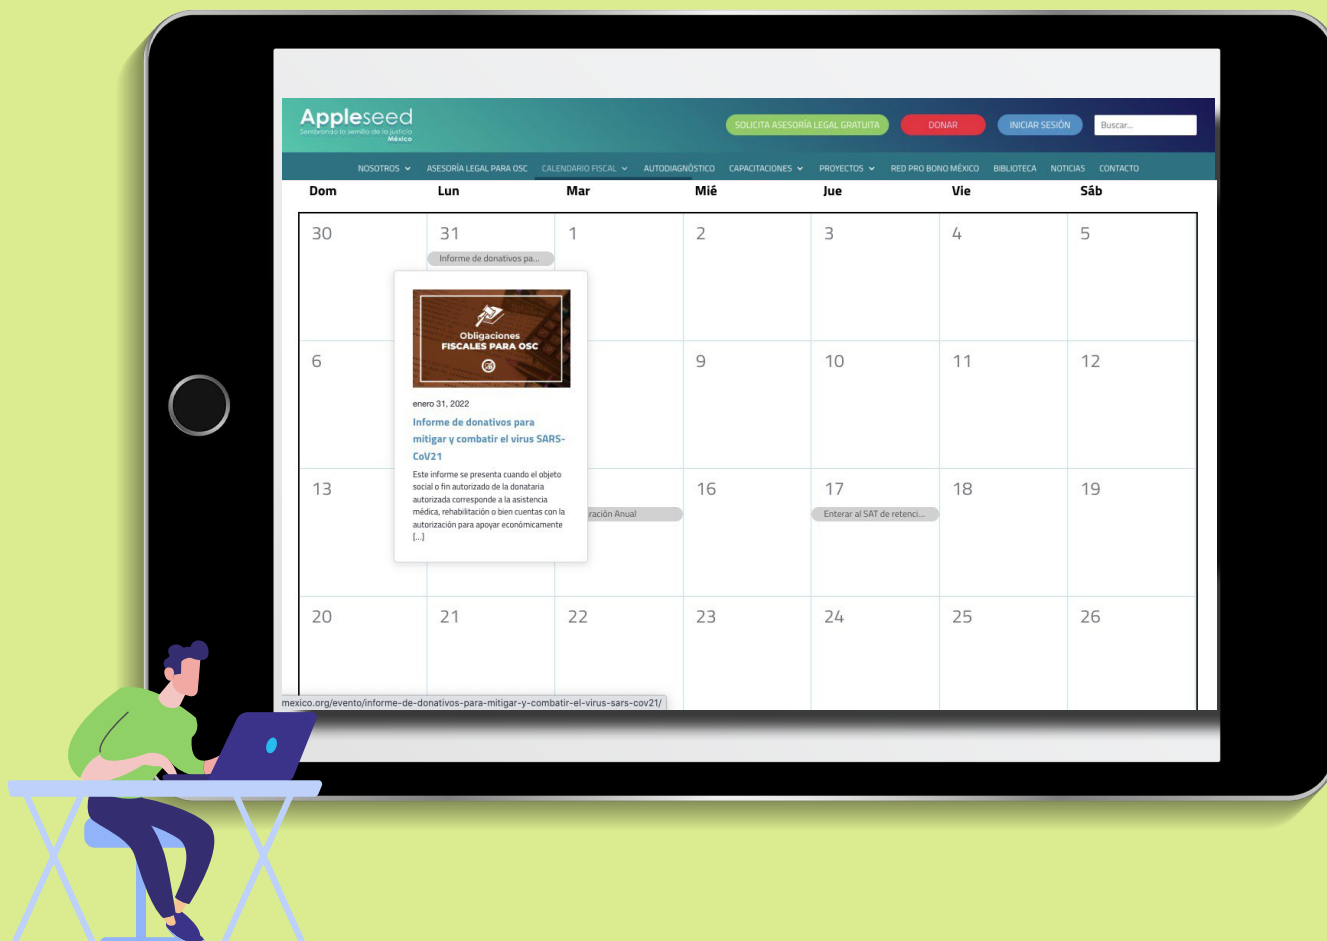 Appleseed
Sembrando la semilla de la justicia
México
SOLICITA ASESORÍA LEGAL GRATUITA
DONAR
INICIAR SESIÓN
Buscar...
NOSOTROS
ASESORÍA LEGAL PARA OSC
CALENDARIO FISCAL
AUTODIAGNÓSTICO
CAPACITACIONES
PROYECTOS
RED PRO BONO MÉXICO
BIBLIOTECA
NOTICIAS
CONTACTO
Dom Lun Mar Mié Jue Vie Sáb
30 31 1 2 3 4 5
Informe de donativos pa...
Obligaciones
FISCALES PARA OSC
6 9 10 11 12
enero 31, 2022
Informe de donativos para
mitigar y combatir el virus SARS-
CoV21
Este informe se presenta cuando el objeto
social o fin autorizado de la donataria
autorizada corresponde a la asistencia
médica, rehabilitación o bien cuentas con la
autorización para apoyar económicamente
[...]
13 16 17 18 19
ración Anual
Enterar al SAT de retenci...
20 21 22 23 24 25 26
mexico.org/evento/informe-de-donativos-para-mitigar-y-combatir-el-virus-sars-cov21/